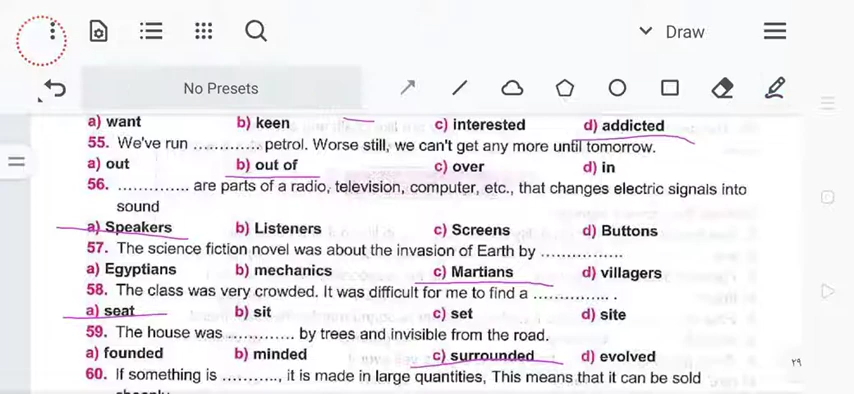 Draw
No Presets
a) want b) keen c) interested d) addicted
55. We've run ............. petrol. Worse still, we can't get any more until tomorrow.
a) out b) out of c) over d) in
56. .............. are parts of a radio, television, computer, etc., that changes electric signals into
sound
a) Speakers b) Listeners c) Screens d) Buttons
57. The science fiction novel was about the invasion of Earth by ................
a) Egyptians b) mechanics c) Martians d) villagers
58. The class was very crowded. It was difficult for me to find a ............... .
a) seat b) sit c) set d) site
59. The house was .............. by trees and invisible from the road.
a) founded b) minded c) surrounded d) evolved
٢٩
60. If something is ..........., it is made in large quantities, This means that it can be sold